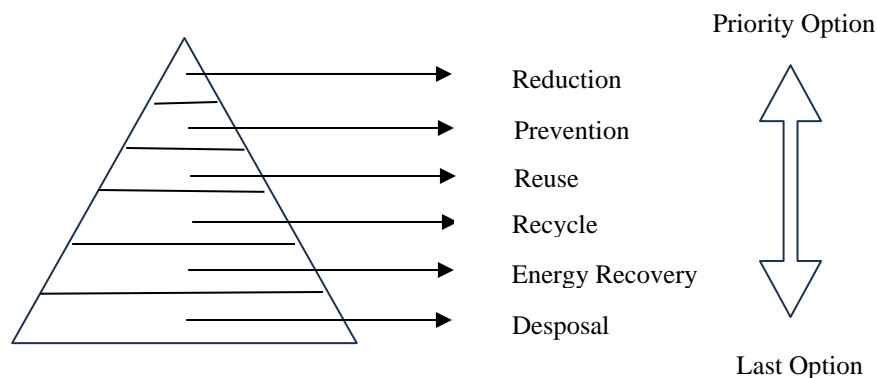 Priority Option
Reduction
Prevention
Reuse
Recycle
Energy Recovery
Desposal
Last Option